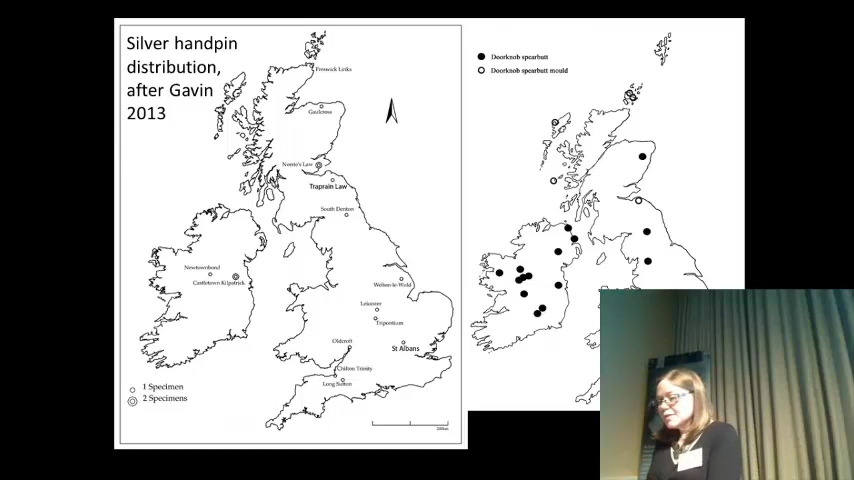 Silver handpin
distribution,
after Gavin
2013
Freswick Links
Gaulcross
Norrie's Law
Traprain Law
South Denton
Newtownbond
Castletown Kilpatrick
Welton-le-Wold
Leicester
Tripontium
Oldcroft
St Albans
Chilton Trinity
Long Sutton
1 Specimen
2 Specimens
Doorknob spearbutt
Doorknob spearbutt mould